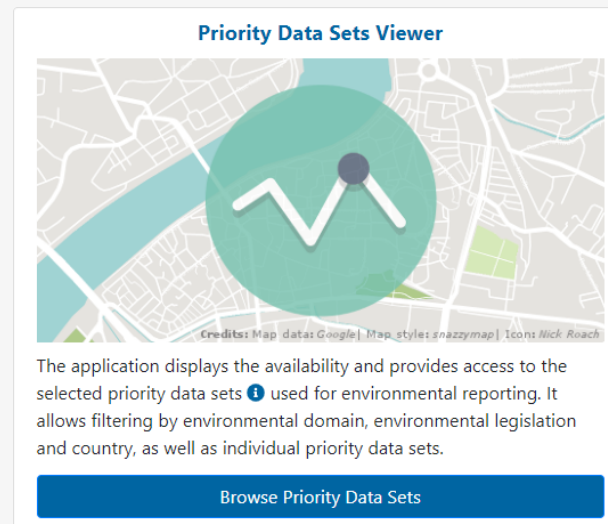 Priority Data Sets Viewer
Credits: Map data: Google| Map style: snazzymap| Icon: Nick Roach
The application displays the availability and provides access to the
selected priority data sets i used for environmental reporting. It
allows filtering by environmental domain, environmental legislation
and country, as well as individual priority data sets.
Browse Priority Data Sets